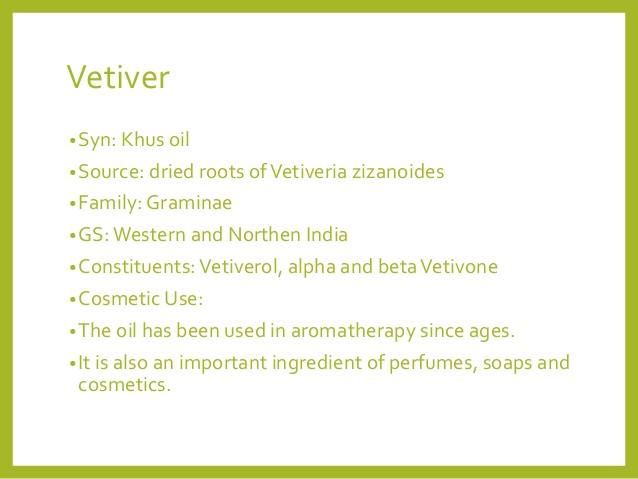 Vetiver
•Syn: Khus oil
•Source: dried roots of Vetiveria zizanoides
•Family: Graminae
•GS: Western and Northen India
•Constituents: Vetiverol, alpha and beta Vetivone
•Cosmetic Use:
•The oil has been used in aromatherapy since ages.
•It is also an important ingredient of perfumes, soaps and
cosmetics.